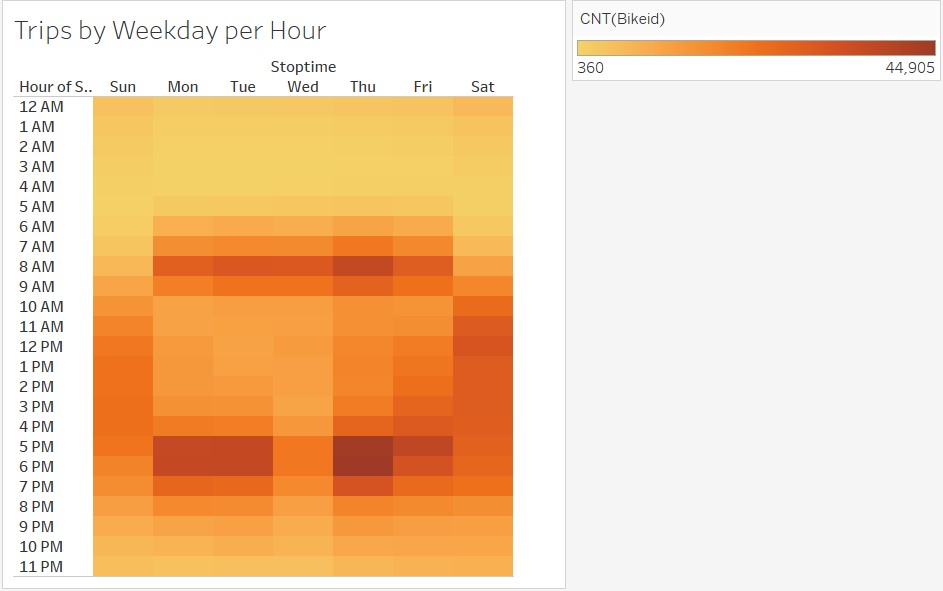 Trips by Weekday per Hour
Stoptime
Hour of S.. Sun Mon Tue Wed Thu Fri Sat
12 AM
1 AM
2 AM
3 AM
4 AM
5 AM
6 AM
7 AM
8 AM
9 AM
10 AM
11 AM
12 PM
1 PM
2 PM
3 PM
4 PM
5 PM
6 PM
7 PM
8 PM
9 PM
10 PM
11 PM
CNT(Bikeid)
360 44,905